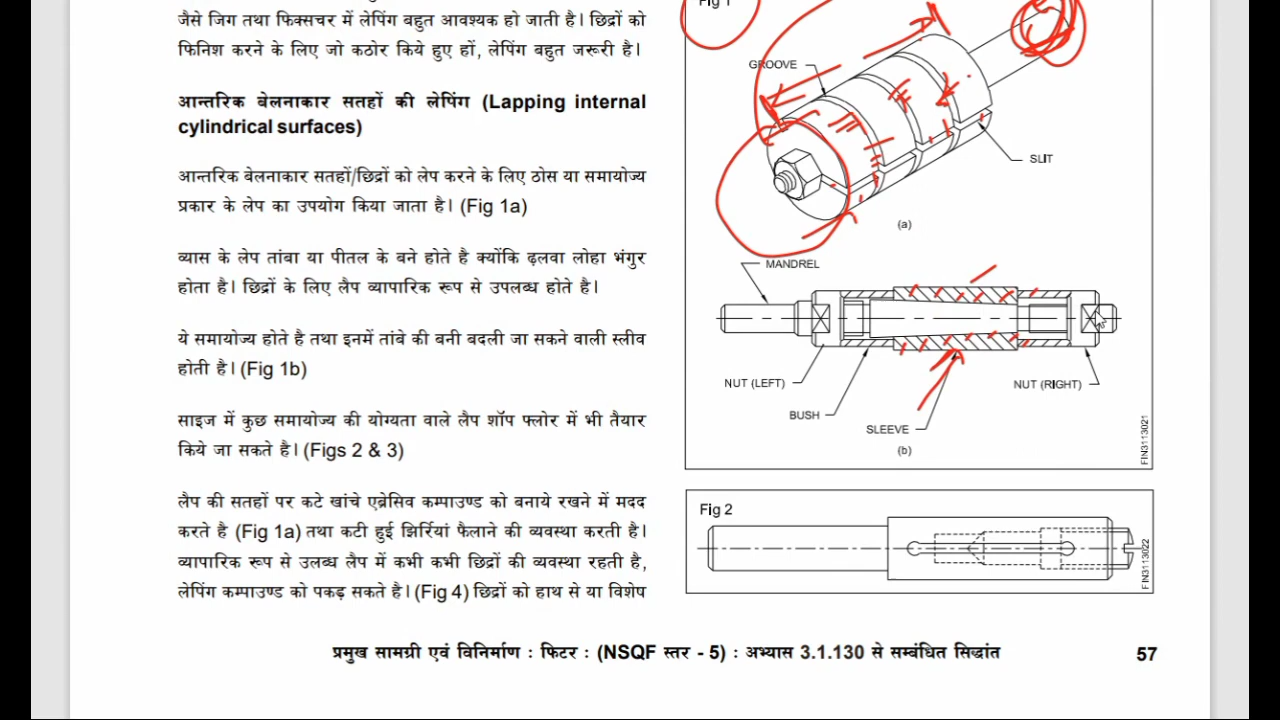 जैसे जिग तथा फिक्सचर में लेपिंग बहुत आवश्यक हो जाती है। छिद्रों को
फिनिश करने के लिए जो कठोर किये हुए हों, लेपिंग बहुत जरूरी है।
आन्तरिक बेलनाकार सतहों की लेपिंग (Lapping internal
cylindrical surfaces)
आन्तरिक बेलनाकार सतहों/छिद्रों को लेप करने के लिए ठोस या समायोज्य
प्रकार के लेप का उपयोग किया जाता है। (Fig 1a)
व्यास के लेप तांबा या पीतल के बने होते है क्योंकि ढ़लवा लोहा भंगुर
होता है। छिद्रों के लिए लैप व्यापारिक रूप से उपलब्ध होते है।
ये समायोज्य होते है तथा इनमें तांबे की बनी बदली जा सकने वाली स्लीव
होती है। (Fig 1b)
साइज में कुछ समायोज्य की योग्यता वाले लैप शॉप फ्लोर में भी तैयार
किये जा सकते है। (Figs 2 & 3)
लैप की सतहों पर कटे खांचे एब्रेसिव कम्पाउण्ड को बनाये रखने में मदद
करते है (Fig 1a) तथा कटी हुई झिर्रियां फैलाने की व्यवस्था करती है।
व्यापारिक रूप से उलब्ध लैप में कभी कभी छिद्रों की व्यवस्था रहती है,
लेपिंग कम्पाउण्ड को पकड़ सकते है। (Fig 4) छिद्रों को हाथ से या विशेष
Fig 1
GROOVE
SLIT
(a)
MANDREL
NUT (LEFT)
NUT (RIGHT)
BUSH
SLEEVE
(b)
FIN3113021
Fig 2
FIN3113022
प्रमुख सामग्री एवं विनिर्माण : फिटर : (NSQF स्तर - 5) : अभ्यास 3.1.130 से सम्बंधित सिद्धांत
57